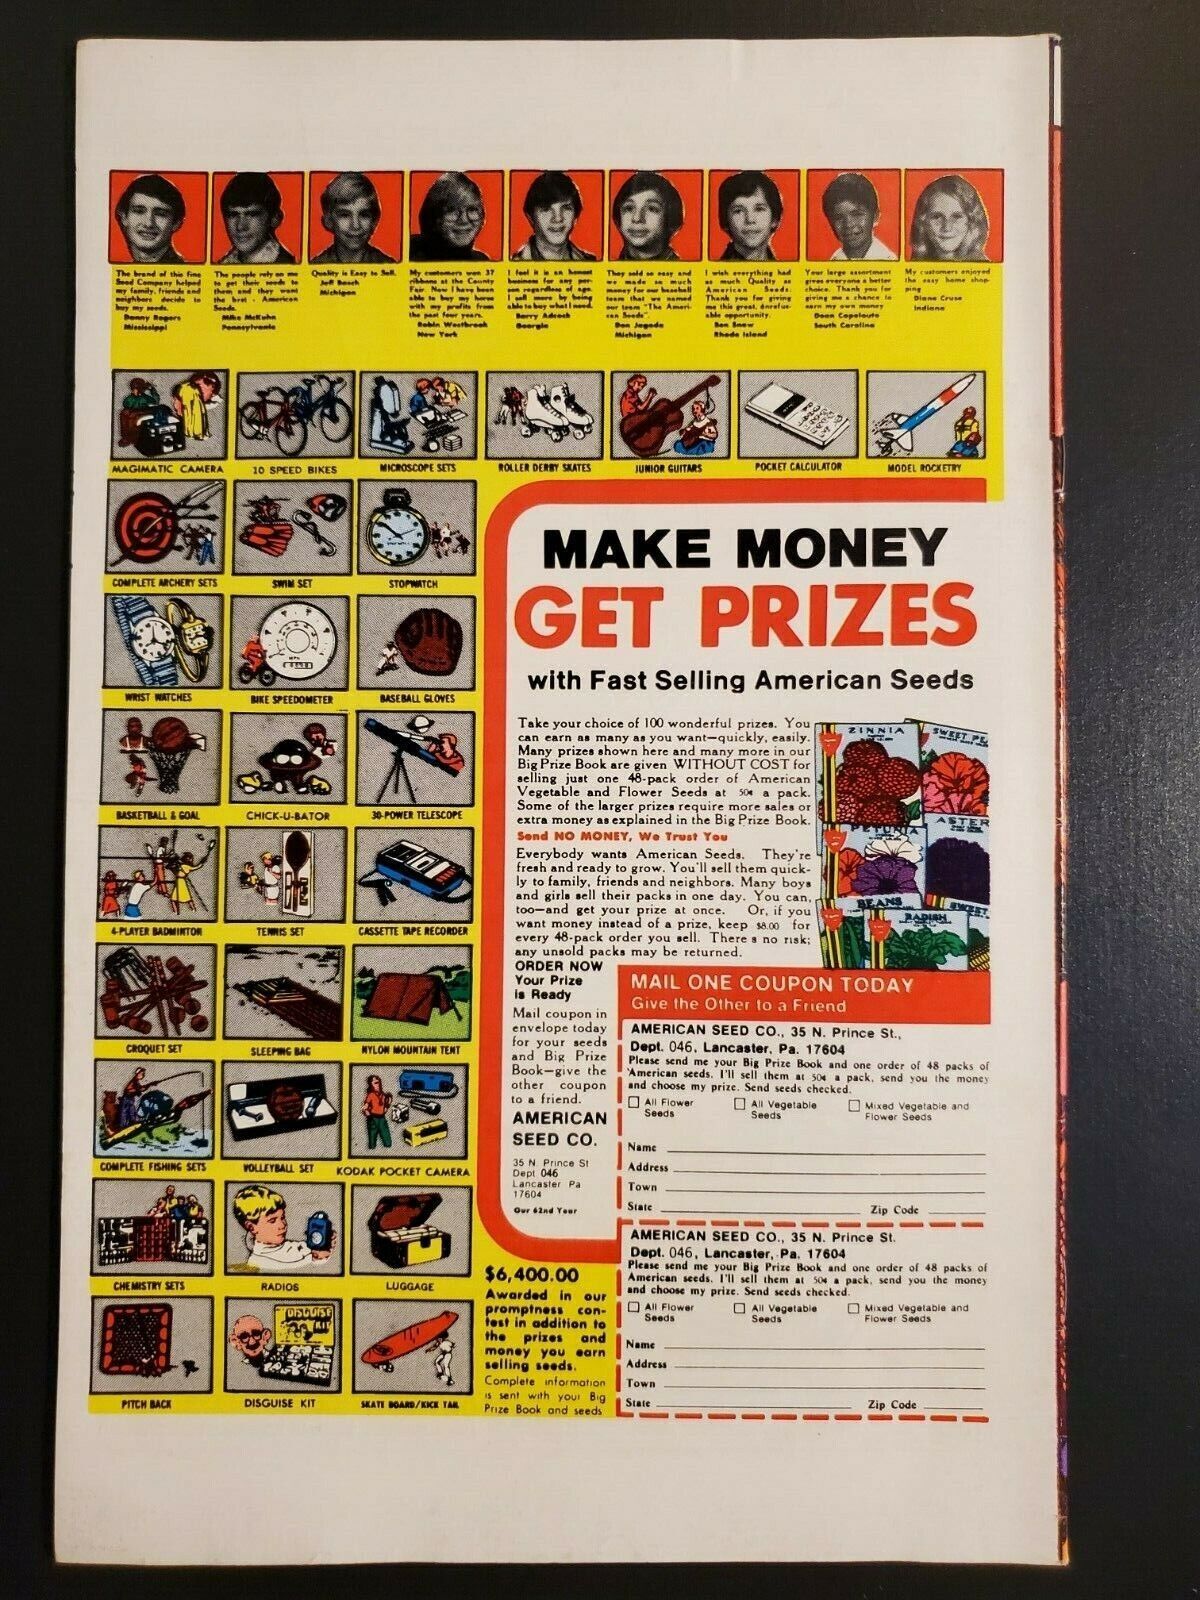 The brand of this fine
Seed Company helped
my family, friends and
neighbors decide to
buy my seeds.
Danny Rogers
Mississippi
The people rely on me
to get their seeds to
them and they want
the best - American
Seeds.
Mike McKuhn
Pennsylvania
Quality is Easy to Sell.
Jeff Bosch
Michigan
My customers won 37
ribbons at the County
Fair. Now I have been
able to buy my horse
with my profits from
the past four years.
Robin Westbrook
New York
I feel it is an honest
business for any per-
son regardless of age.
I sell more by being
able to buy what I need.
Barry Adcock
Georgia
They sold so easy and
we made so much
money for our baseball
team that we named
our team "The Ameri-
can Seeds".
Don Jagoda
Michigan
I wish everything had
as much Quality as
American Seeds.
Thank you for giving
me this great, enjoy-
able opportunity.
Ben Snow
Rhode Island
Your large assortment
gives everyone a better
choice. Thank you for
giving me a chance to
earn my own money
Dean Capolouto
South Carolina
My customers enjoyed
the easy home shop-
ping
Diane Cruse
Indiana
MAGIMATIC CAMERA
10 SPEED BIKES
MICROSCOPE SETS
ROLLER DERBY SKATES
JUNIOR GUITARS
POCKET CALCULATOR
MODEL ROCKETRY
COMPLETE ARCHERY SETS
SWIM SET
STOPWATCH
WRIST WATCHES
BIKE SPEEDOMETER
BASEBALL GLOVES
BASKETBALL & GOAL
CHICK-U-BATOR
30-POWER TELESCOPE
4-PLAYER BADMINTON
TENNIS SET
CASSETTE TAPE RECORDER
CROQUET SET
SLEEPING BAG
NYLON MOUNTAIN TENT
COMPLETE FISHING SETS
VOLLEYBALL SET
KODAK POCKET CAMERA
CHEMISTRY SETS
RADIOS
LUGGAGE
DISGUISE
KIT
PITCH BACK
DISGUISE KIT
SKATE BOARD/KICK TAIL
MAKE MONEY
GET PRIZES
with Fast Selling American Seeds
Take your choice of 100 wonderful prizes. You
can earn as many as you want—quickly, easily.
Many prizes shown here and many more in our
Big Prize Book are given WITHOUT COST for
selling just one 48-pack order of American
Vegetable and Flower Seeds at 50¢ a pack.
Some of the larger prizes require more sales or
extra money as explained in the Big Prize Book.
Send NO MONEY, We Trust You
Everybody wants American Seeds. They're
fresh and ready to grow. You'll sell them quick-
ly to family, friends and neighbors. Many boys
and girls sell their packs in one day. You can,
too—and get your prize at once. Or, if you
want money instead of a prize, keep $8.00 for
every 48-pack order you sell. There s no risk;
any unsold packs may be returned.
ZINNIA
SWEET PE
PETUNIA
ASTER
BEANS
RADISH
SWEET
ORDER NOW
Your Prize
is Ready
Mail coupon in
envelope today
for your seeds
and Big Prize
Book—give the
other coupon
to a friend.
AMERICAN
SEED CO.
35 N Prince St
Dept 046
Lancaster Pa
17604
Our 62nd Year
$6,400.00
Awarded in our
promptness con-
test in addition to
the prizes and
money you earn
selling seeds.
Complete information
is sent with your Big
Prize Book and seeds
MAIL ONE COUPON TODAY
Give the Other to a Friend
AMERICAN SEED CO., 35 N. Prince St.,
Dept. 046, Lancaster, Pa. 17604
Please send me your Big Prize Book and one order of 48 packs of
American seeds. I'll sell them at 50¢ a pack, send you the money
and choose my prize. Send seeds checked.
All Flower Seeds
All Vegetable Seeds
Mixed Vegetable and Flower Seeds
Name
Address
Town
State Zip Code
AMERICAN SEED CO., 35 N. Prince St.
Dept. 046, Lancaster, Pa. 17604
Please send me your Big Prize Book and one order of 48 packs of
American seeds. I'll sell them at 50¢ a pack, send you the money
and choose my prize. Send seeds checked.
All Flower Seeds
All Vegetable Seeds
Mixed Vegetable and Flower Seeds
Name
Address
Town
State Zip Code